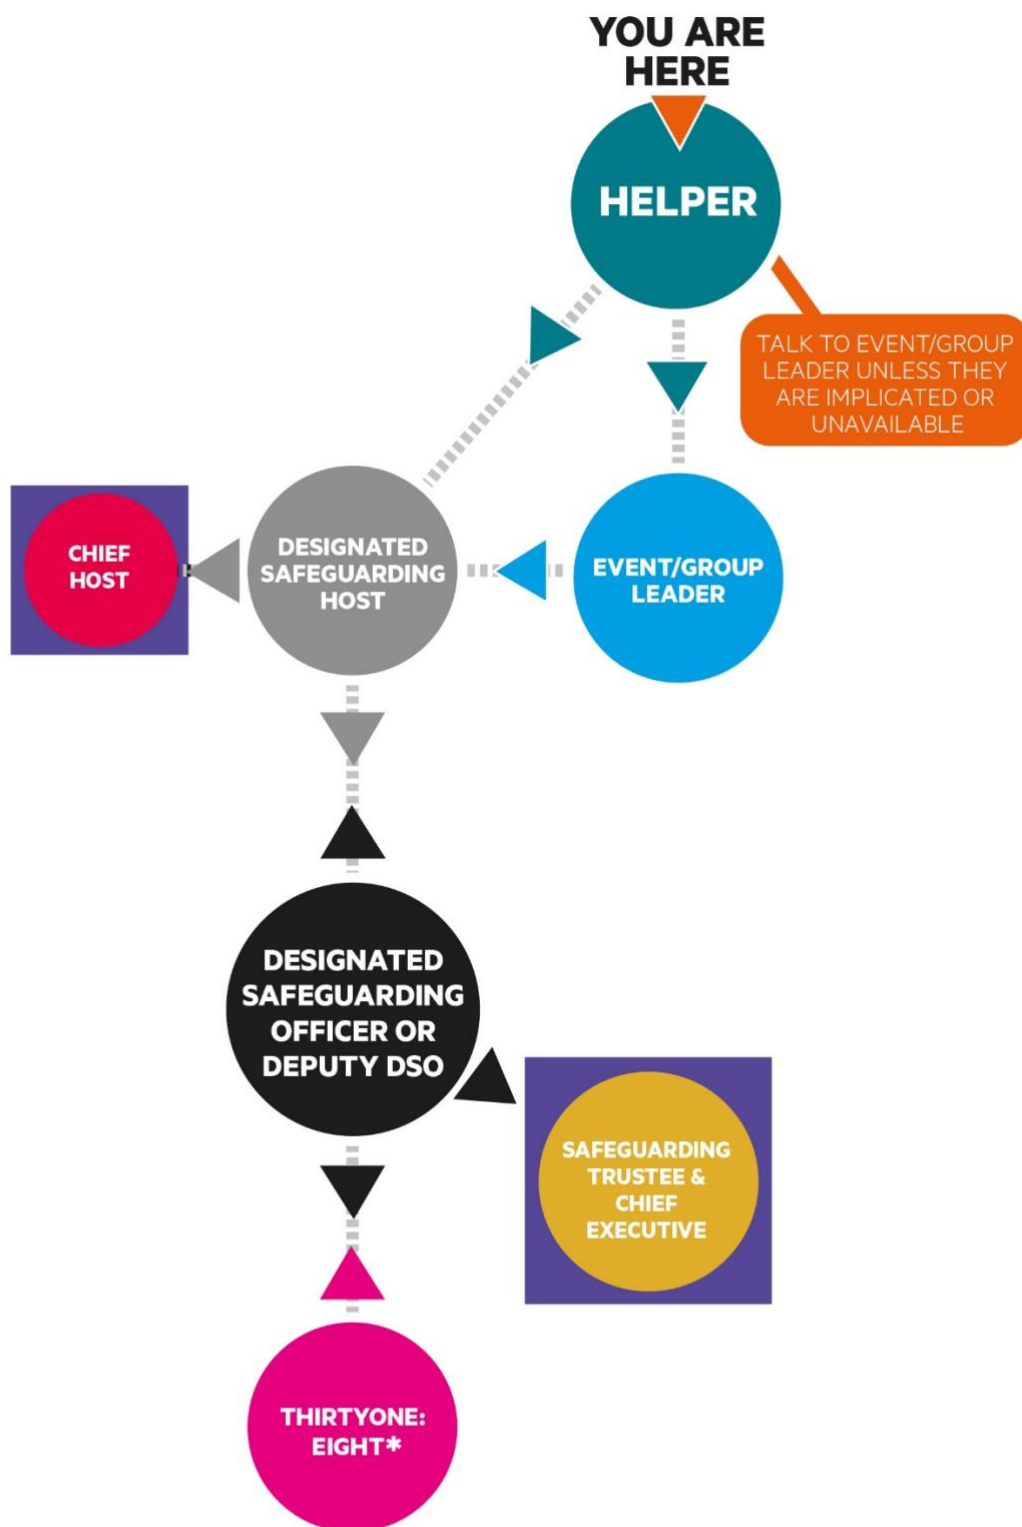 YOU ARE
HERE
HELPER
TALK TO EVENT/GROUP
LEADER UNLESS THEY
ARE IMPLICATED OR
UNAVAILABLE
CHIEF
HOST
DESIGNATED
SAFEGUARDING
HOST
EVENT/GROUP
LEADER
DESIGNATED
SAFEGUARDING
OFFICER OR
DEPUTY DSO
SAFEGUARDING
TRUSTEE &
CHIEF
EXECUTIVE
THIRTYONE:
EIGHT*